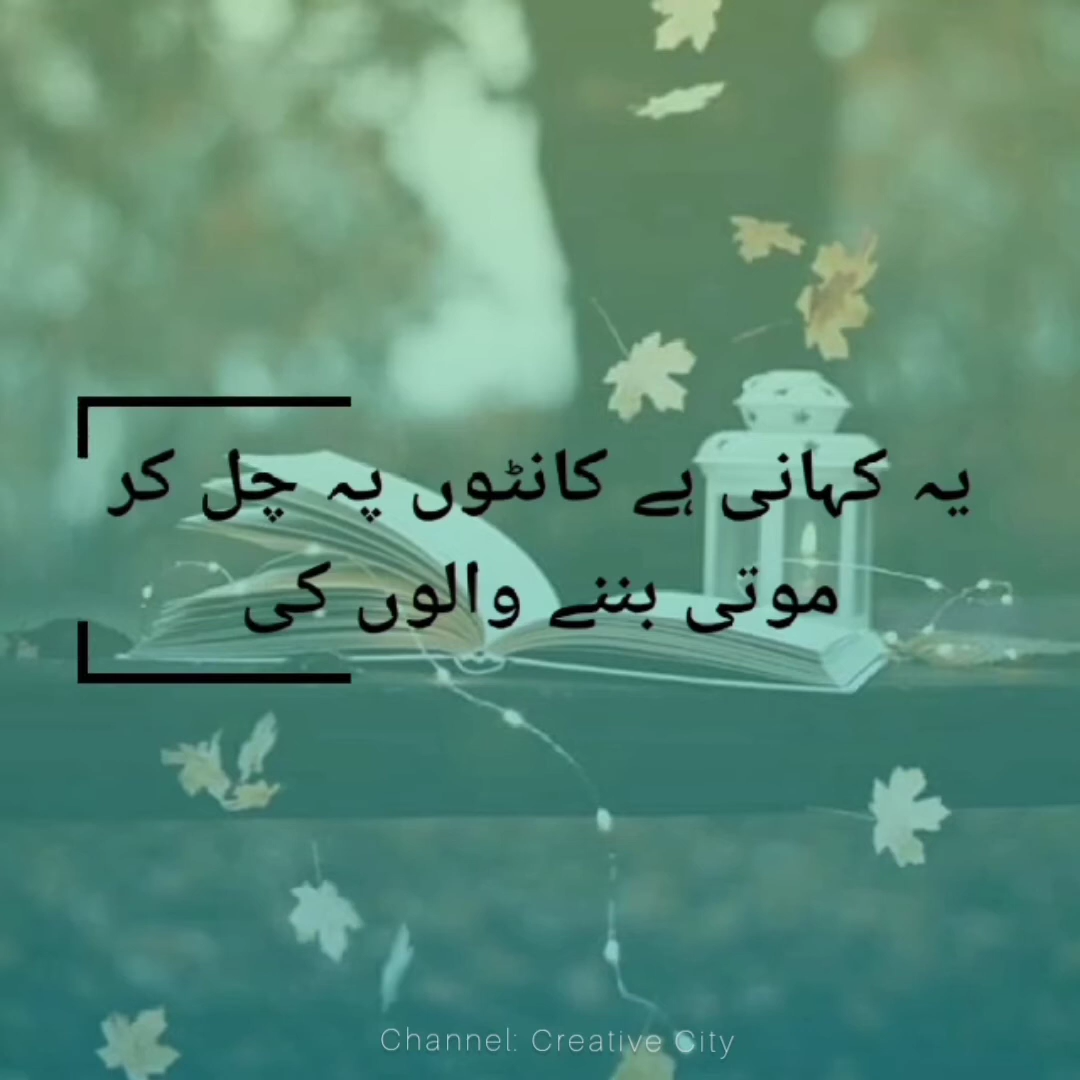 یہ کہانی ہے کانٹوں پہ چل کر
موتی بننے والوں کی
Channel: Creative City